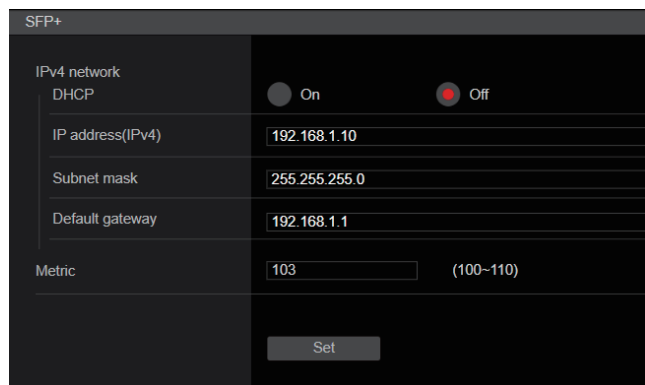 SFP+
IPv4 network
DHCP On Off
IP address(IPv4) 192.168.1.10
Subnet mask 255.255.255.0
Default gateway 192.168.1.1
Metric 103 (100~110)
Set